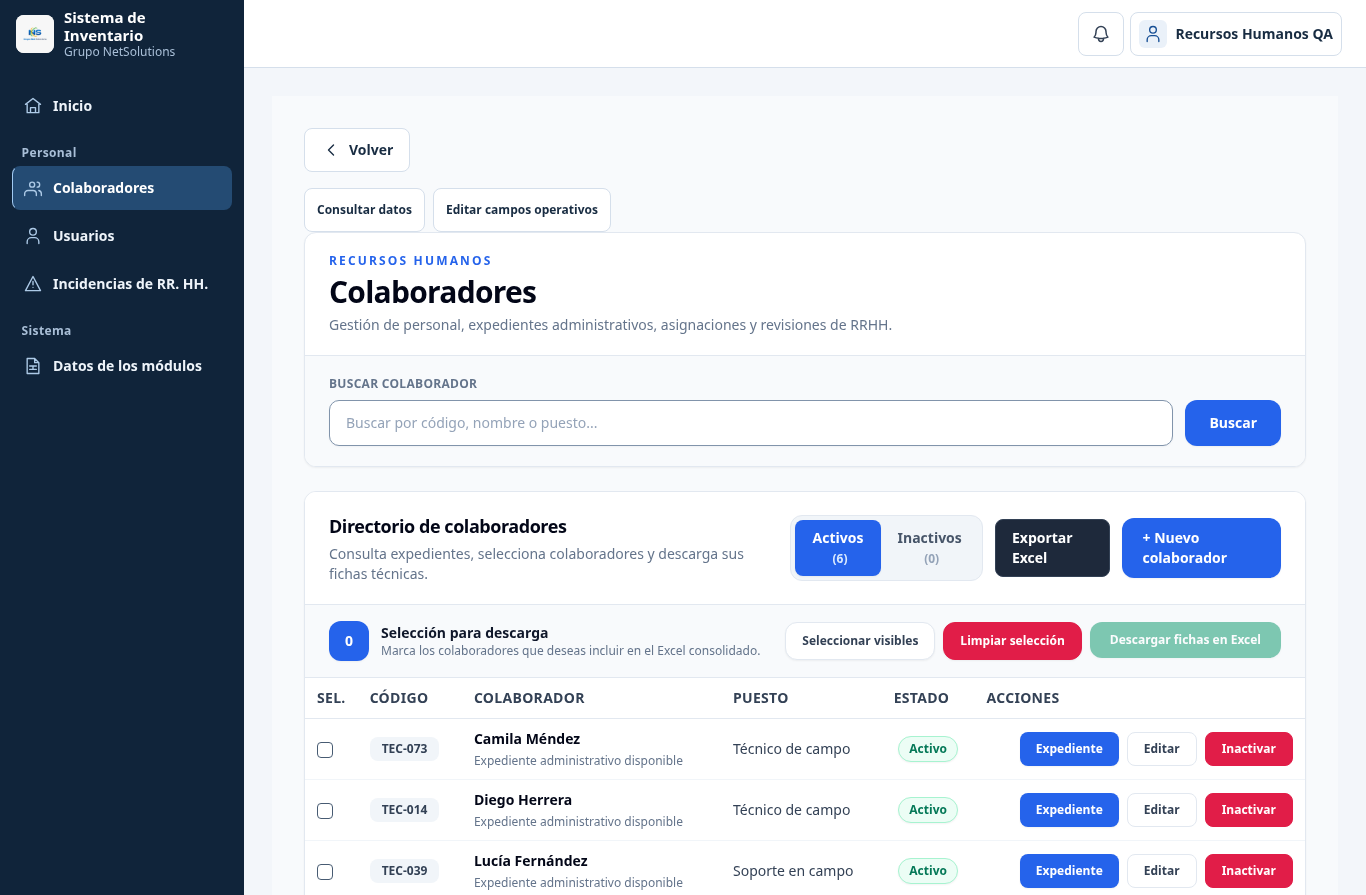 NS
Sistema de
Inventario
Grupo NetSolutions
Recursos Humanos QA
Inicio
Personal
Colaboradores
Usuarios
Incidencias de RR. HH.
Sistema
Datos de los módulos
Volver
Consultar datos
Editar campos operativos
RECURSOS HUMANOS
Colaboradores
Gestión de personal, expedientes administrativos, asignaciones y revisiones de RRHH.
BUSCAR COLABORADOR
Buscar por código, nombre o puesto...
Buscar
Directorio de colaboradores
Consulta expedientes, selecciona colaboradores y descarga sus
fichas técnicas.
Activos
(6)
Inactivos
(0)
Exportar
Excel
+ Nuevo
colaborador
0
Selección para descarga
Marca los colaboradores que deseas incluir en el Excel consolidado.
Seleccionar visibles
Limpiar selección
Descargar fichas en Excel
SEL. CÓDIGO COLABORADOR PUESTO ESTADO ACCIONES
TEC-073 Camila Méndez Técnico de campo Activo Expediente Editar Inactivar
Expediente administrativo disponible
TEC-014 Diego Herrera Técnico de campo Activo Expediente Editar Inactivar
Expediente administrativo disponible
TEC-039 Lucía Fernández Soporte en campo Activo Expediente Editar Inactivar
Expediente administrativo disponible